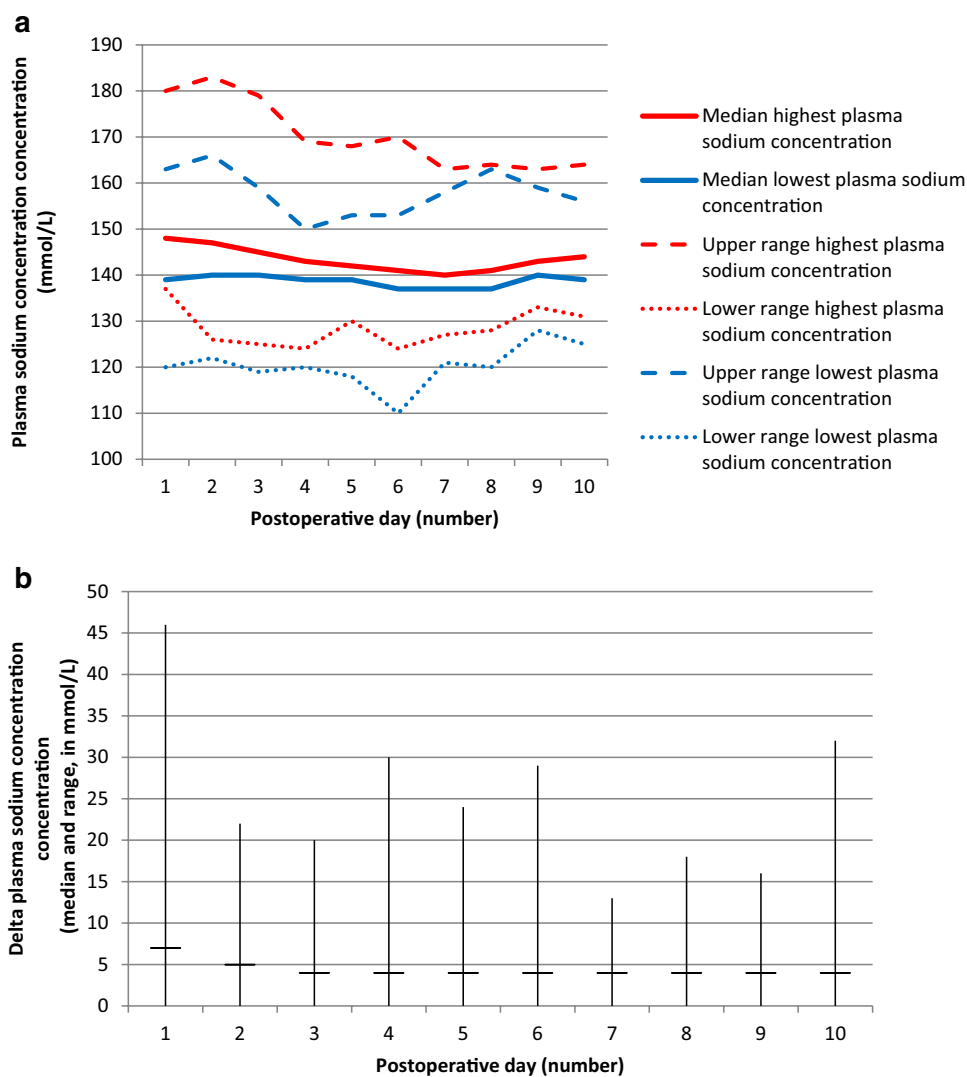 a
Plasma sodium concentration concentration
(mmol/L)
190
180
170
160
150
140
130
120
110
100
1 2 3 4 5 6 7 8 9 10
Postoperative day (number)
Median highest plasma
sodium concentration
Median lowest plasma sodium
concentration
Upper range highest plasma
sodium concentration
Lower range highest plasma
sodium concentration
Upper range lowest plasma
sodium concentration
Lower range lowest plasma
sodium concentration
b
Delta plasma sodium concentration
concentration
(median and range, in mmol/L)
50
45
40
35
30
25
20
15
10
5
0
1 2 3 4 5 6 7 8 9 10
Postoperative day (number)